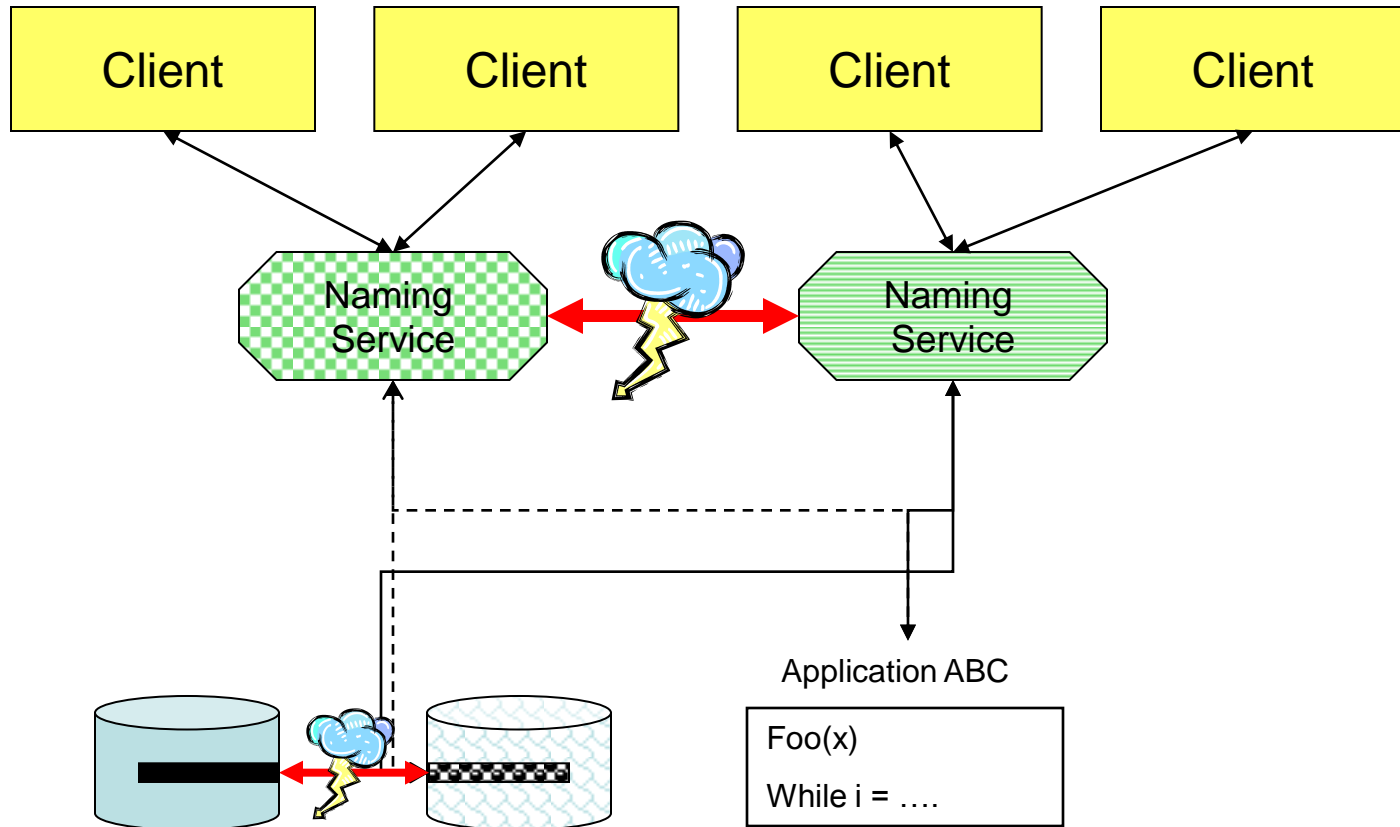 Client
Client
Client
Client
Naming
Service
Naming
Service
Application ABC
Foo(x)
While i = ….